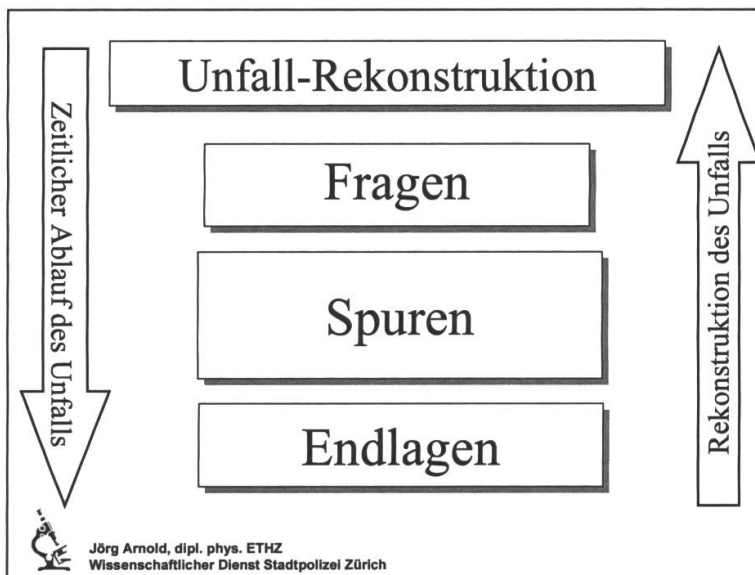 Unfall-Rekonstruktion
Zeitlicher Ablauf des Unfalls
Fragen
Spuren
Endlagen
Rekonstruktion des Unfalls
Jörg Arnold, dipl. phys. ETHZ
Wissenschaftlicher Dienst Stadtpolizei Zürich